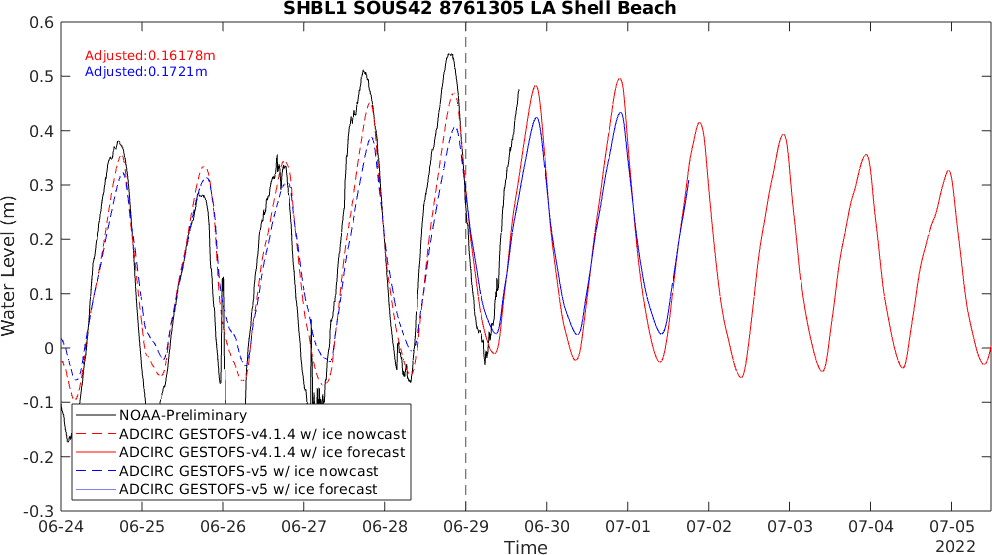 SHBL1 SOUS42 8761305 LA Shell Beach
Adjusted:0.16178m
Adjusted:0.1721m
Water Level (m)
0.6
0.5
0.4
0.3
0.2
0.1
0
-0.1
-0.2
-0.3
NOAA-Preliminary
ADCIRC GESTOFS-v4.1.4 w/ ice nowcast
ADCIRC GESTOFS-v4.1.4 w/ ice forecast
ADCIRC GESTOFS-v5 w/ ice nowcast
ADCIRC GESTOFS-v5 w/ ice forecast
06-24 06-25 06-26 06-27 06-28 06-29 06-30 07-01 07-02 07-03 07-04 07-05
Time
2022